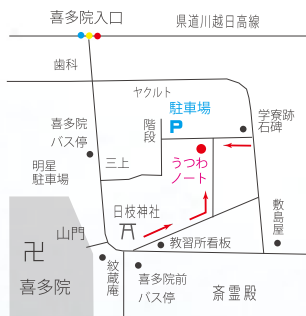 喜多院入口
県道川越日高線
歯科
ヤクルト
駐車場
P
階段
学寮跡
石碑
喜多院
バス停
三上
うつわ
ノート
明星
駐車場
日枝神社
敷島屋
山門
卍
喜多院
教習所看板
紋蔵庵
喜多院前
バス停
斎霊殿